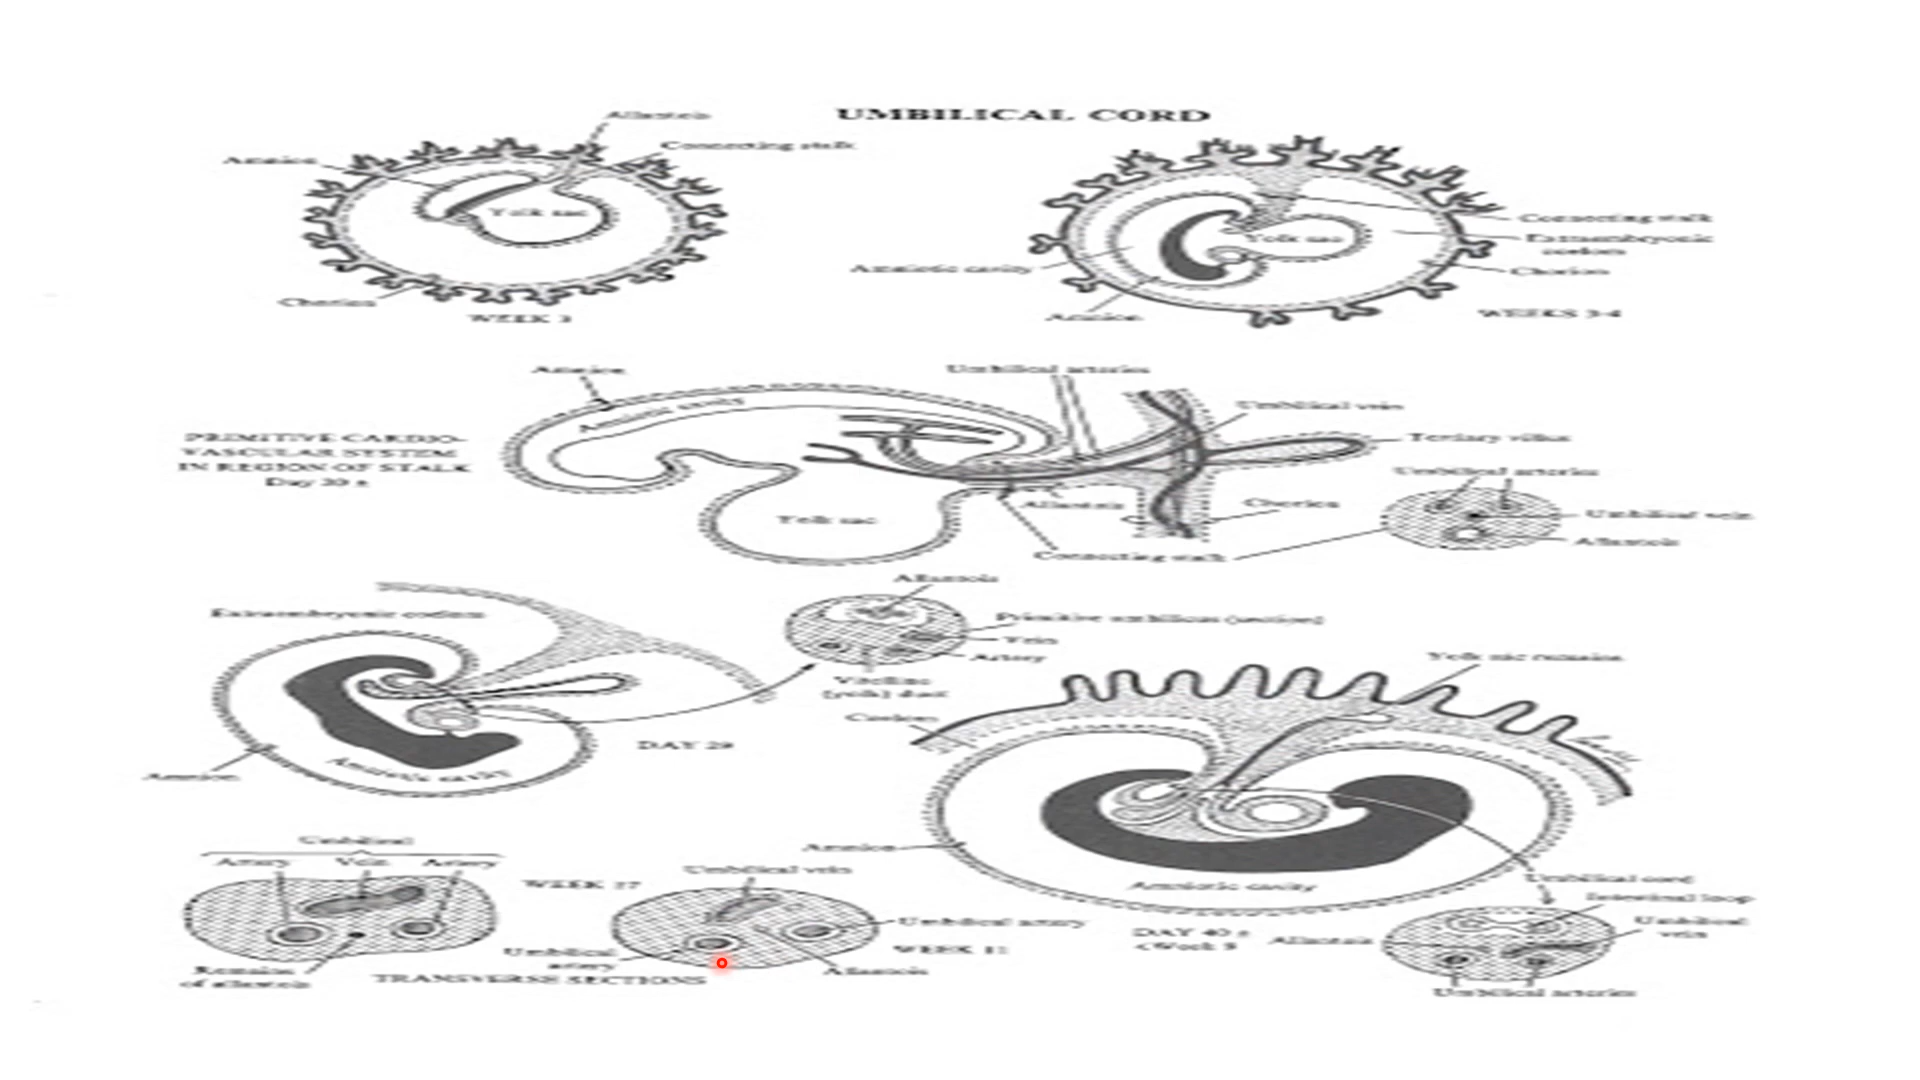 UMBILICAL CORD
Allantois
Connecting stalk
Amnion
Yolk sac
Chorion
WEEK 3
Connecting stalk
Extraembryonic
coelom
Yolk sac
Chorion
Amniotic cavity
Amnion
WEEKS 3-4
Amnion
Amniotic cavity
Umbilical arteries
Umbilical vein
Tertiary villus
PRIMITIVE CARDIO-
VASCULAR SYSTEM
IN REGION OF STALK
Yolk sac
Allantois
Chorion
Connecting stalk
Umbilical arteries
Umbilical vein
Allantois
Extraembryonic coelom
Allantois
Primitive umbilicus (section)
Vein
Artery
Vitelline
(yolk) duct
Amnion
Amniotic cavity
Yolk sac remains
Amnion
Amniotic cavity
Umbilical cord
Intestinal loop
Umbilical
vein
Allantois
Umbilical arteries
DAY 40 ±
Umbilical
Artery Vein Artery
Remains
of allantois
WEEK
Umbilical vein
Umbilical artery
Umbilical
artery
Allantois
WEEK 11
TRANSVERSE SECTIONS